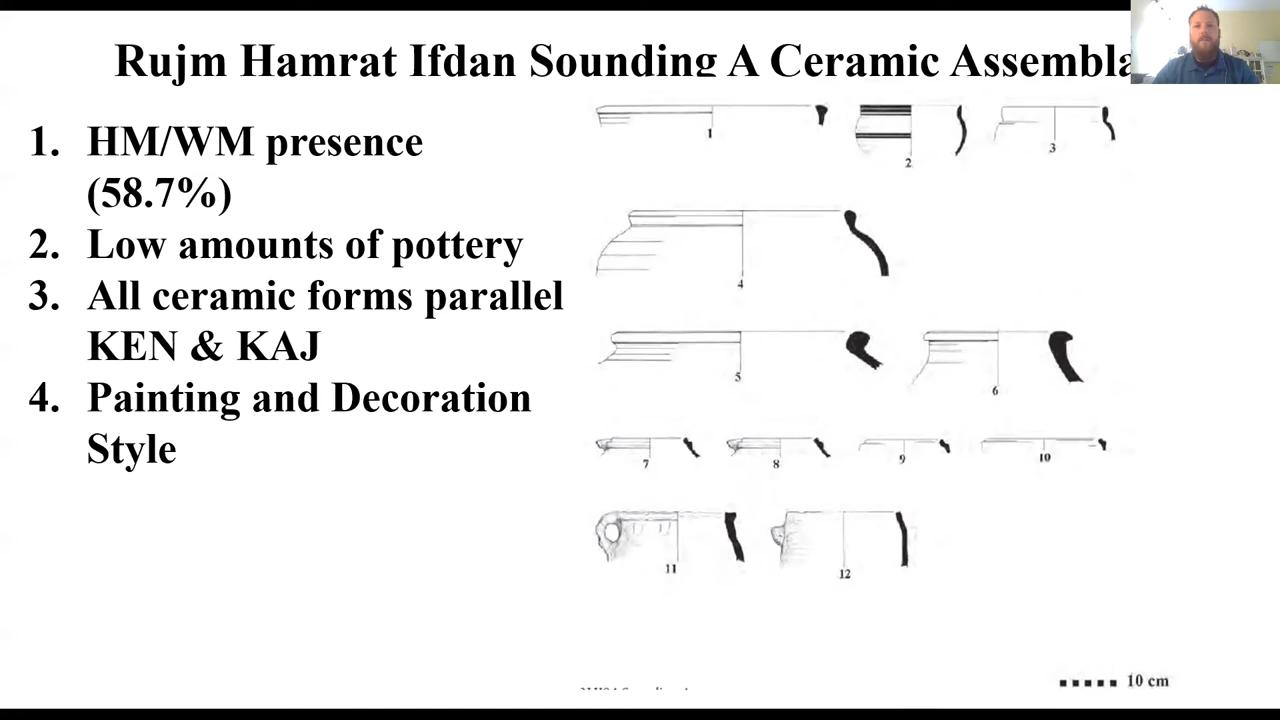 Rujm Hamrat Ifdan Sounding A Ceramic Assembla
1. HM/WM presence
(58.7%)
2. Low amounts of pottery
3. All ceramic forms parallel
KEN & KAJ
4. Painting and Decoration
Style
1
2
3
4
5
6
7
8
9
10
11
12
10 cm